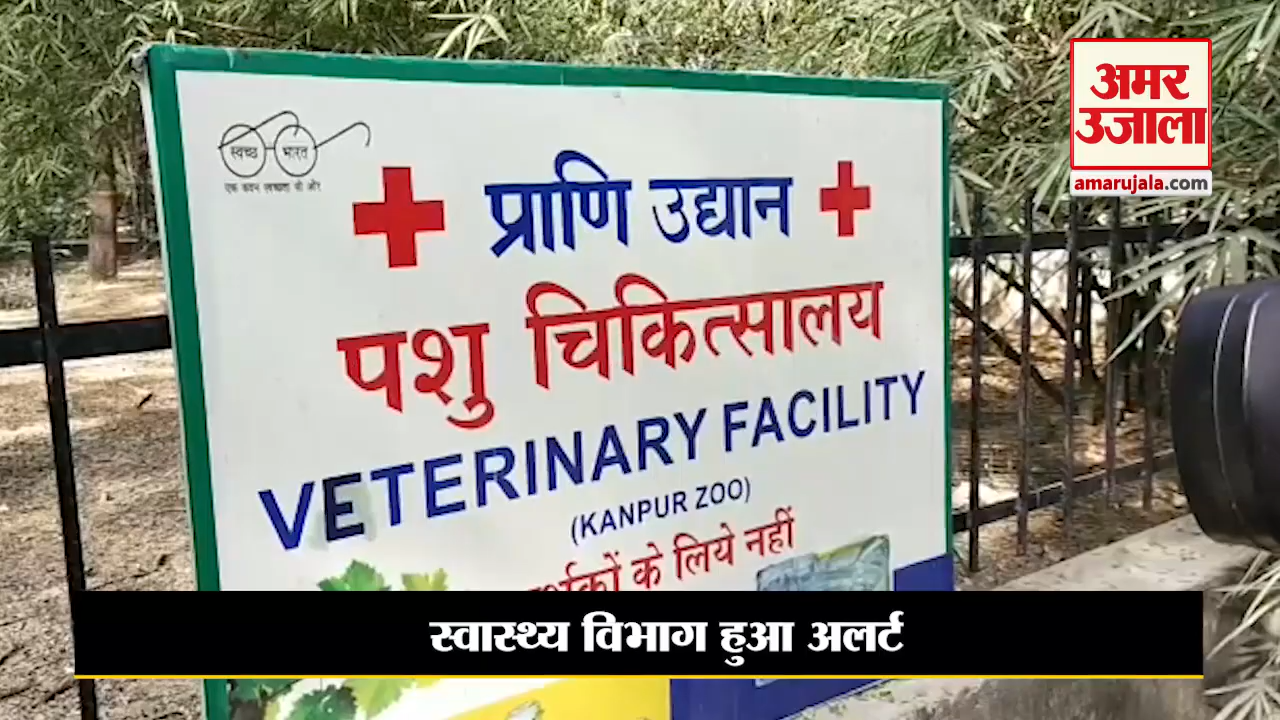 अमर
उजाला
amarujala.com
स्वच्छ भारत
एक कदम स्वच्छता की ओर
प्राणि उद्यान
पशु चिकित्सालय
VETERINARY FACILITY
(KANPUR ZOO)
के लिये नहीं
स्वास्थ्य विभाग हुआ अलर्ट